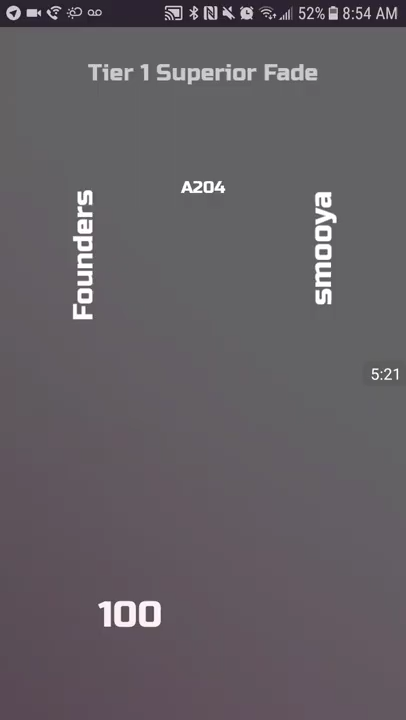 52% 8:54 AM
Tier 1 Superior Fade
A204
Founders
smooya
5:21
100